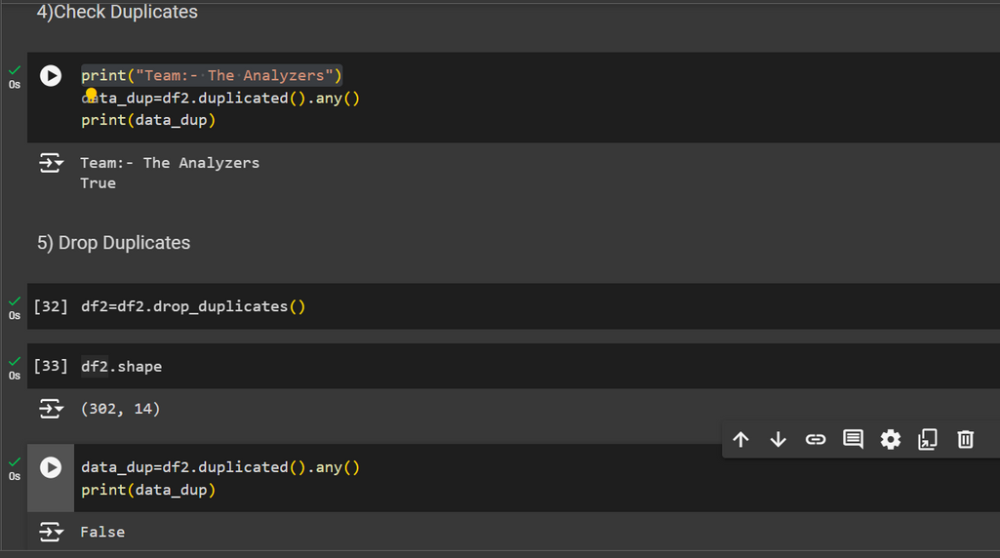 4)Check Duplicates
0s
print("Team:- The Analyzers")
data_dup=df2.duplicated().any()
print(data_dup)
Team:- The Analyzers
True
5) Drop Duplicates
0s
[32] df2=df2.drop_duplicates()
0s
[33] df2.shape
(302, 14)
0s
data_dup=df2.duplicated().any()
print(data_dup)
False